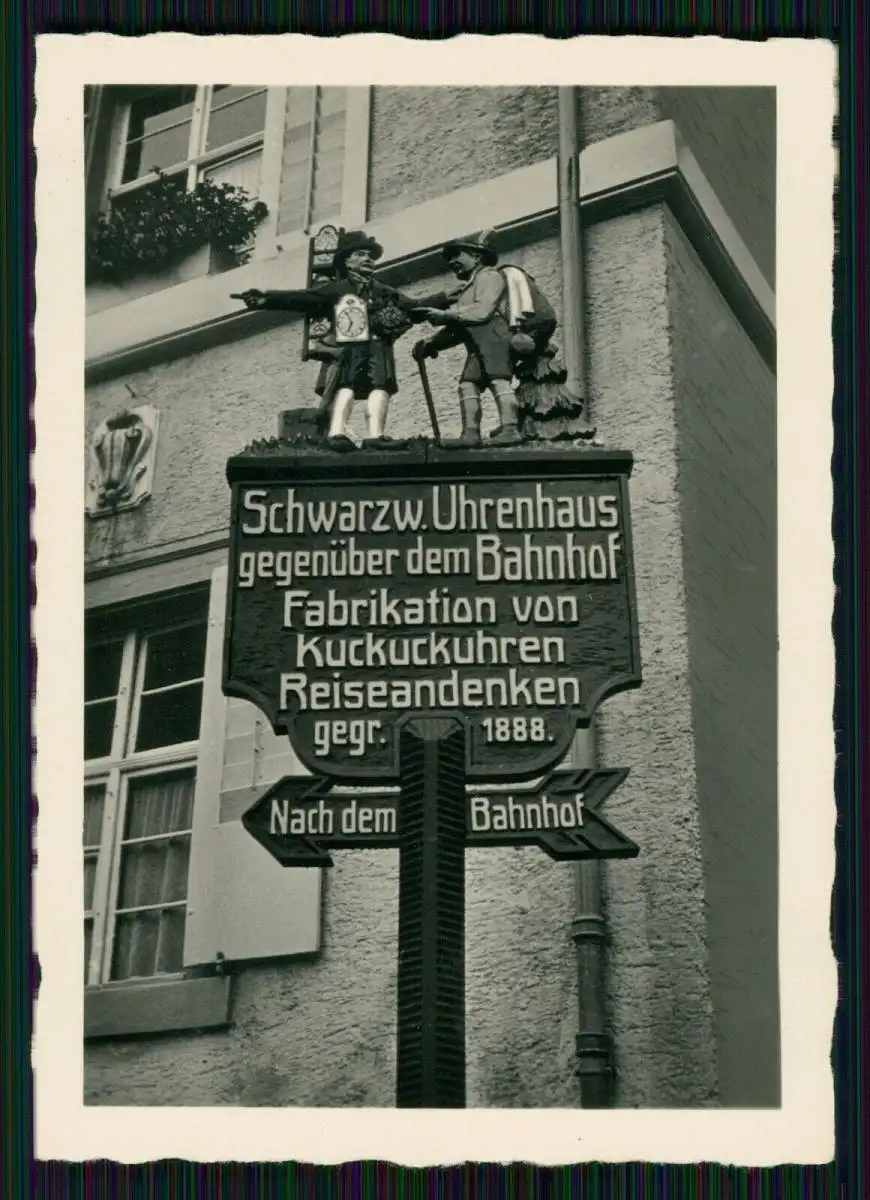 Schwarzw. Uhrenhaus
gegenüber dem Bahnhof
Fabrikation von
Kuckuckuhren
Reiseandenken
gegr. 1888.
Nach dem Bahnhof